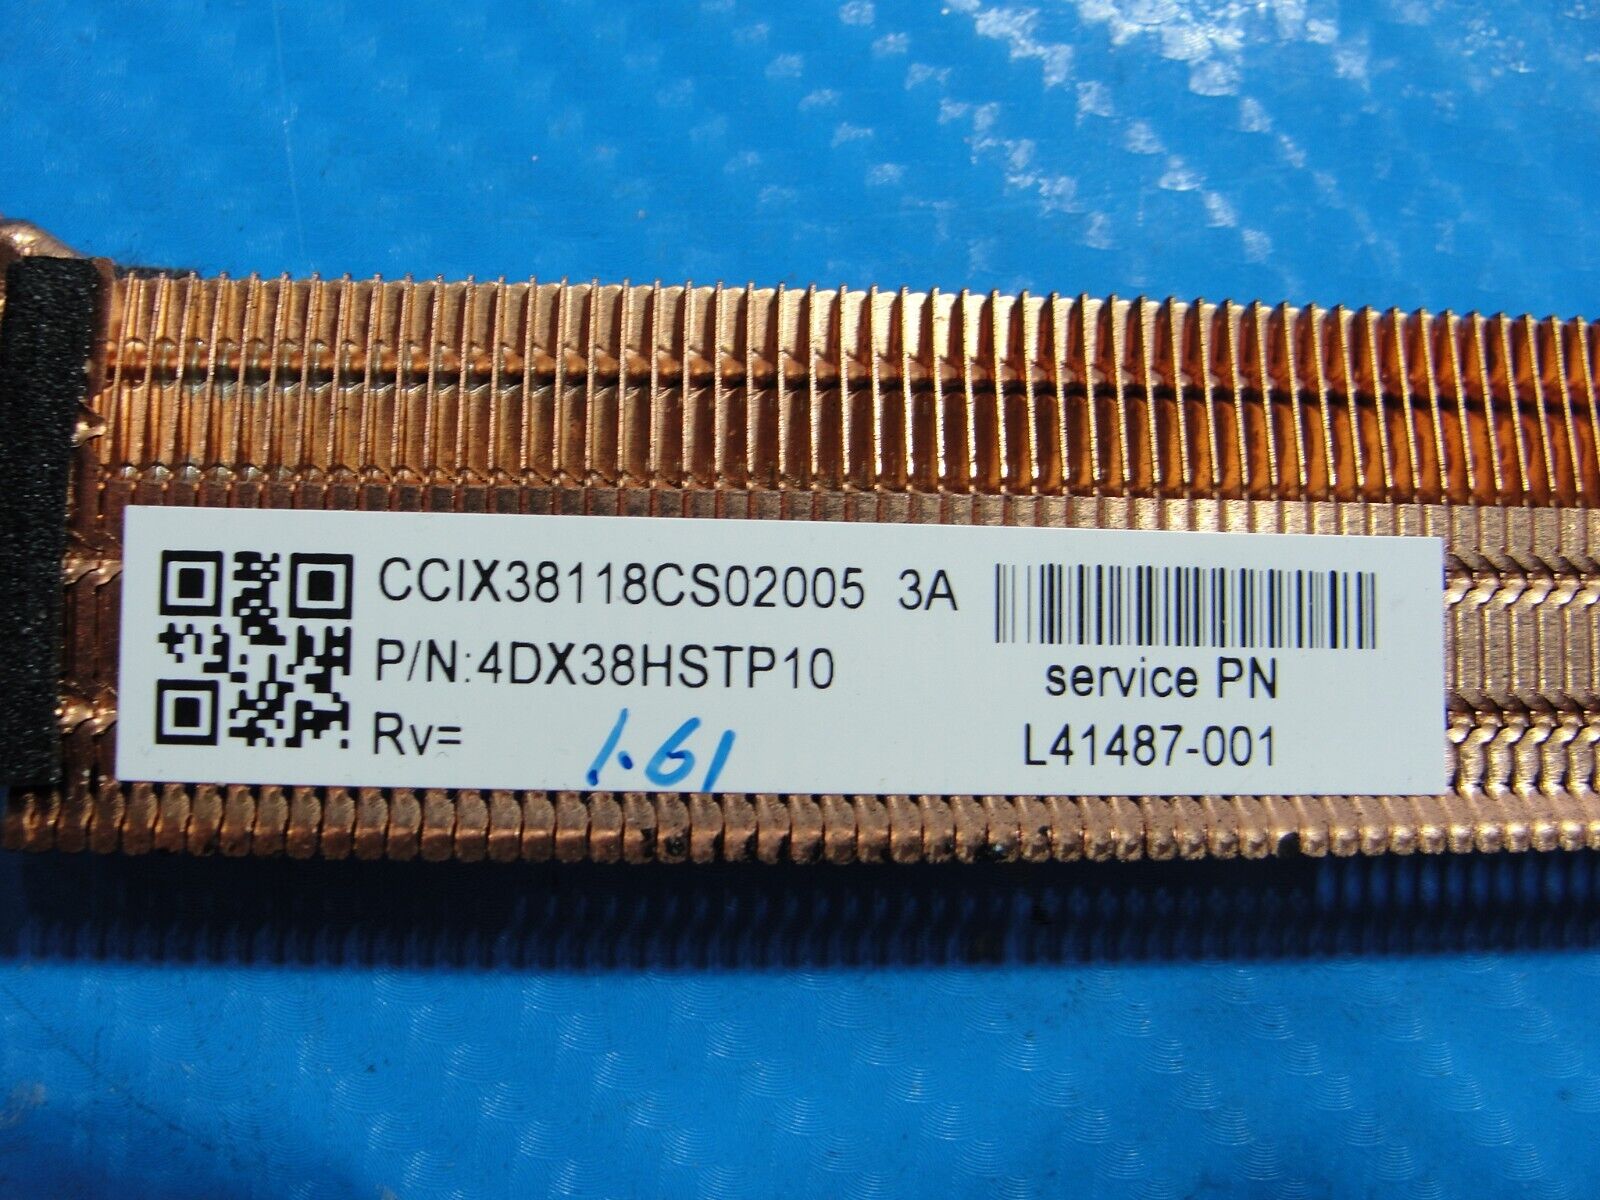 CCIX38118CS02005 3A
P/N:4DX38HSTP10
Rv= 1.61
service PN
L41487-001